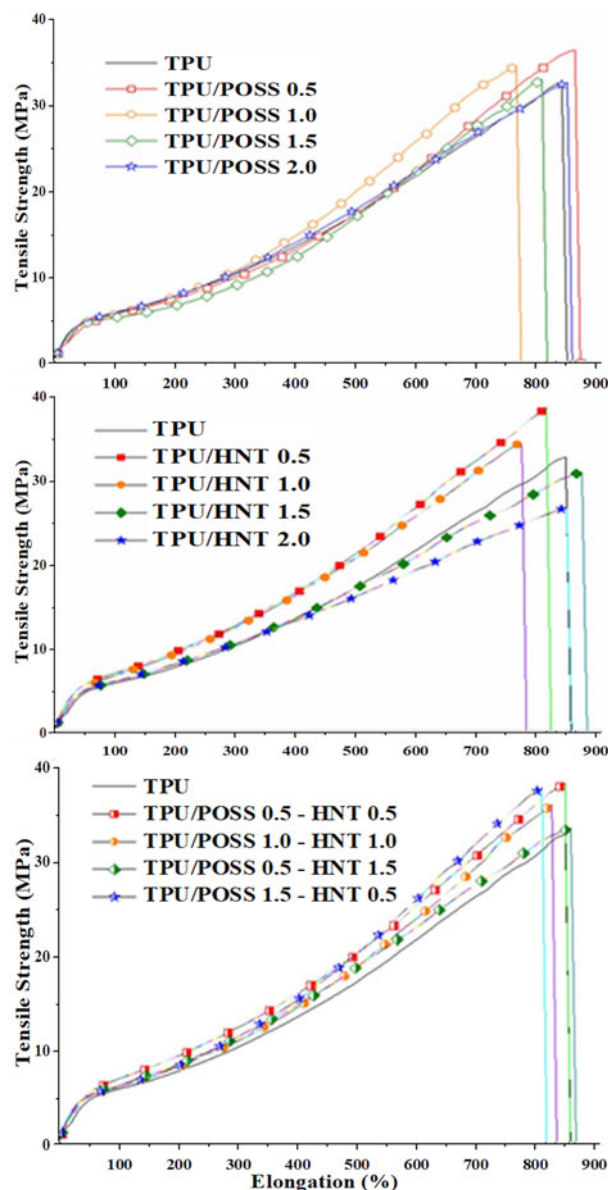 40
30
20
10
0
Tensile Strength (MPa)
TPU
TPU/POSS 0.5
TPU/POSS 1.0
TPU/POSS 1.5
TPU/POSS 2.0
100 200 300 400 500 600 700 800 900
40
30
20
10
0
Tensile Strength (MPa)
TPU
TPU/HNT 0.5
TPU/HNT 1.0
TPU/HNT 1.5
TPU/HNT 2.0
100 200 300 400 500 600 700 800 900
40
30
20
10
0
Tensile Strength (MPa)
TPU
TPU/POSS 0.5 - HNT 0.5
TPU/POSS 1.0 - HNT 1.0
TPU/POSS 0.5 - HNT 1.5
TPU/POSS 1.5 - HNT 0.5
100 200 300 400 500 600 700 800 900
Elongation (%)